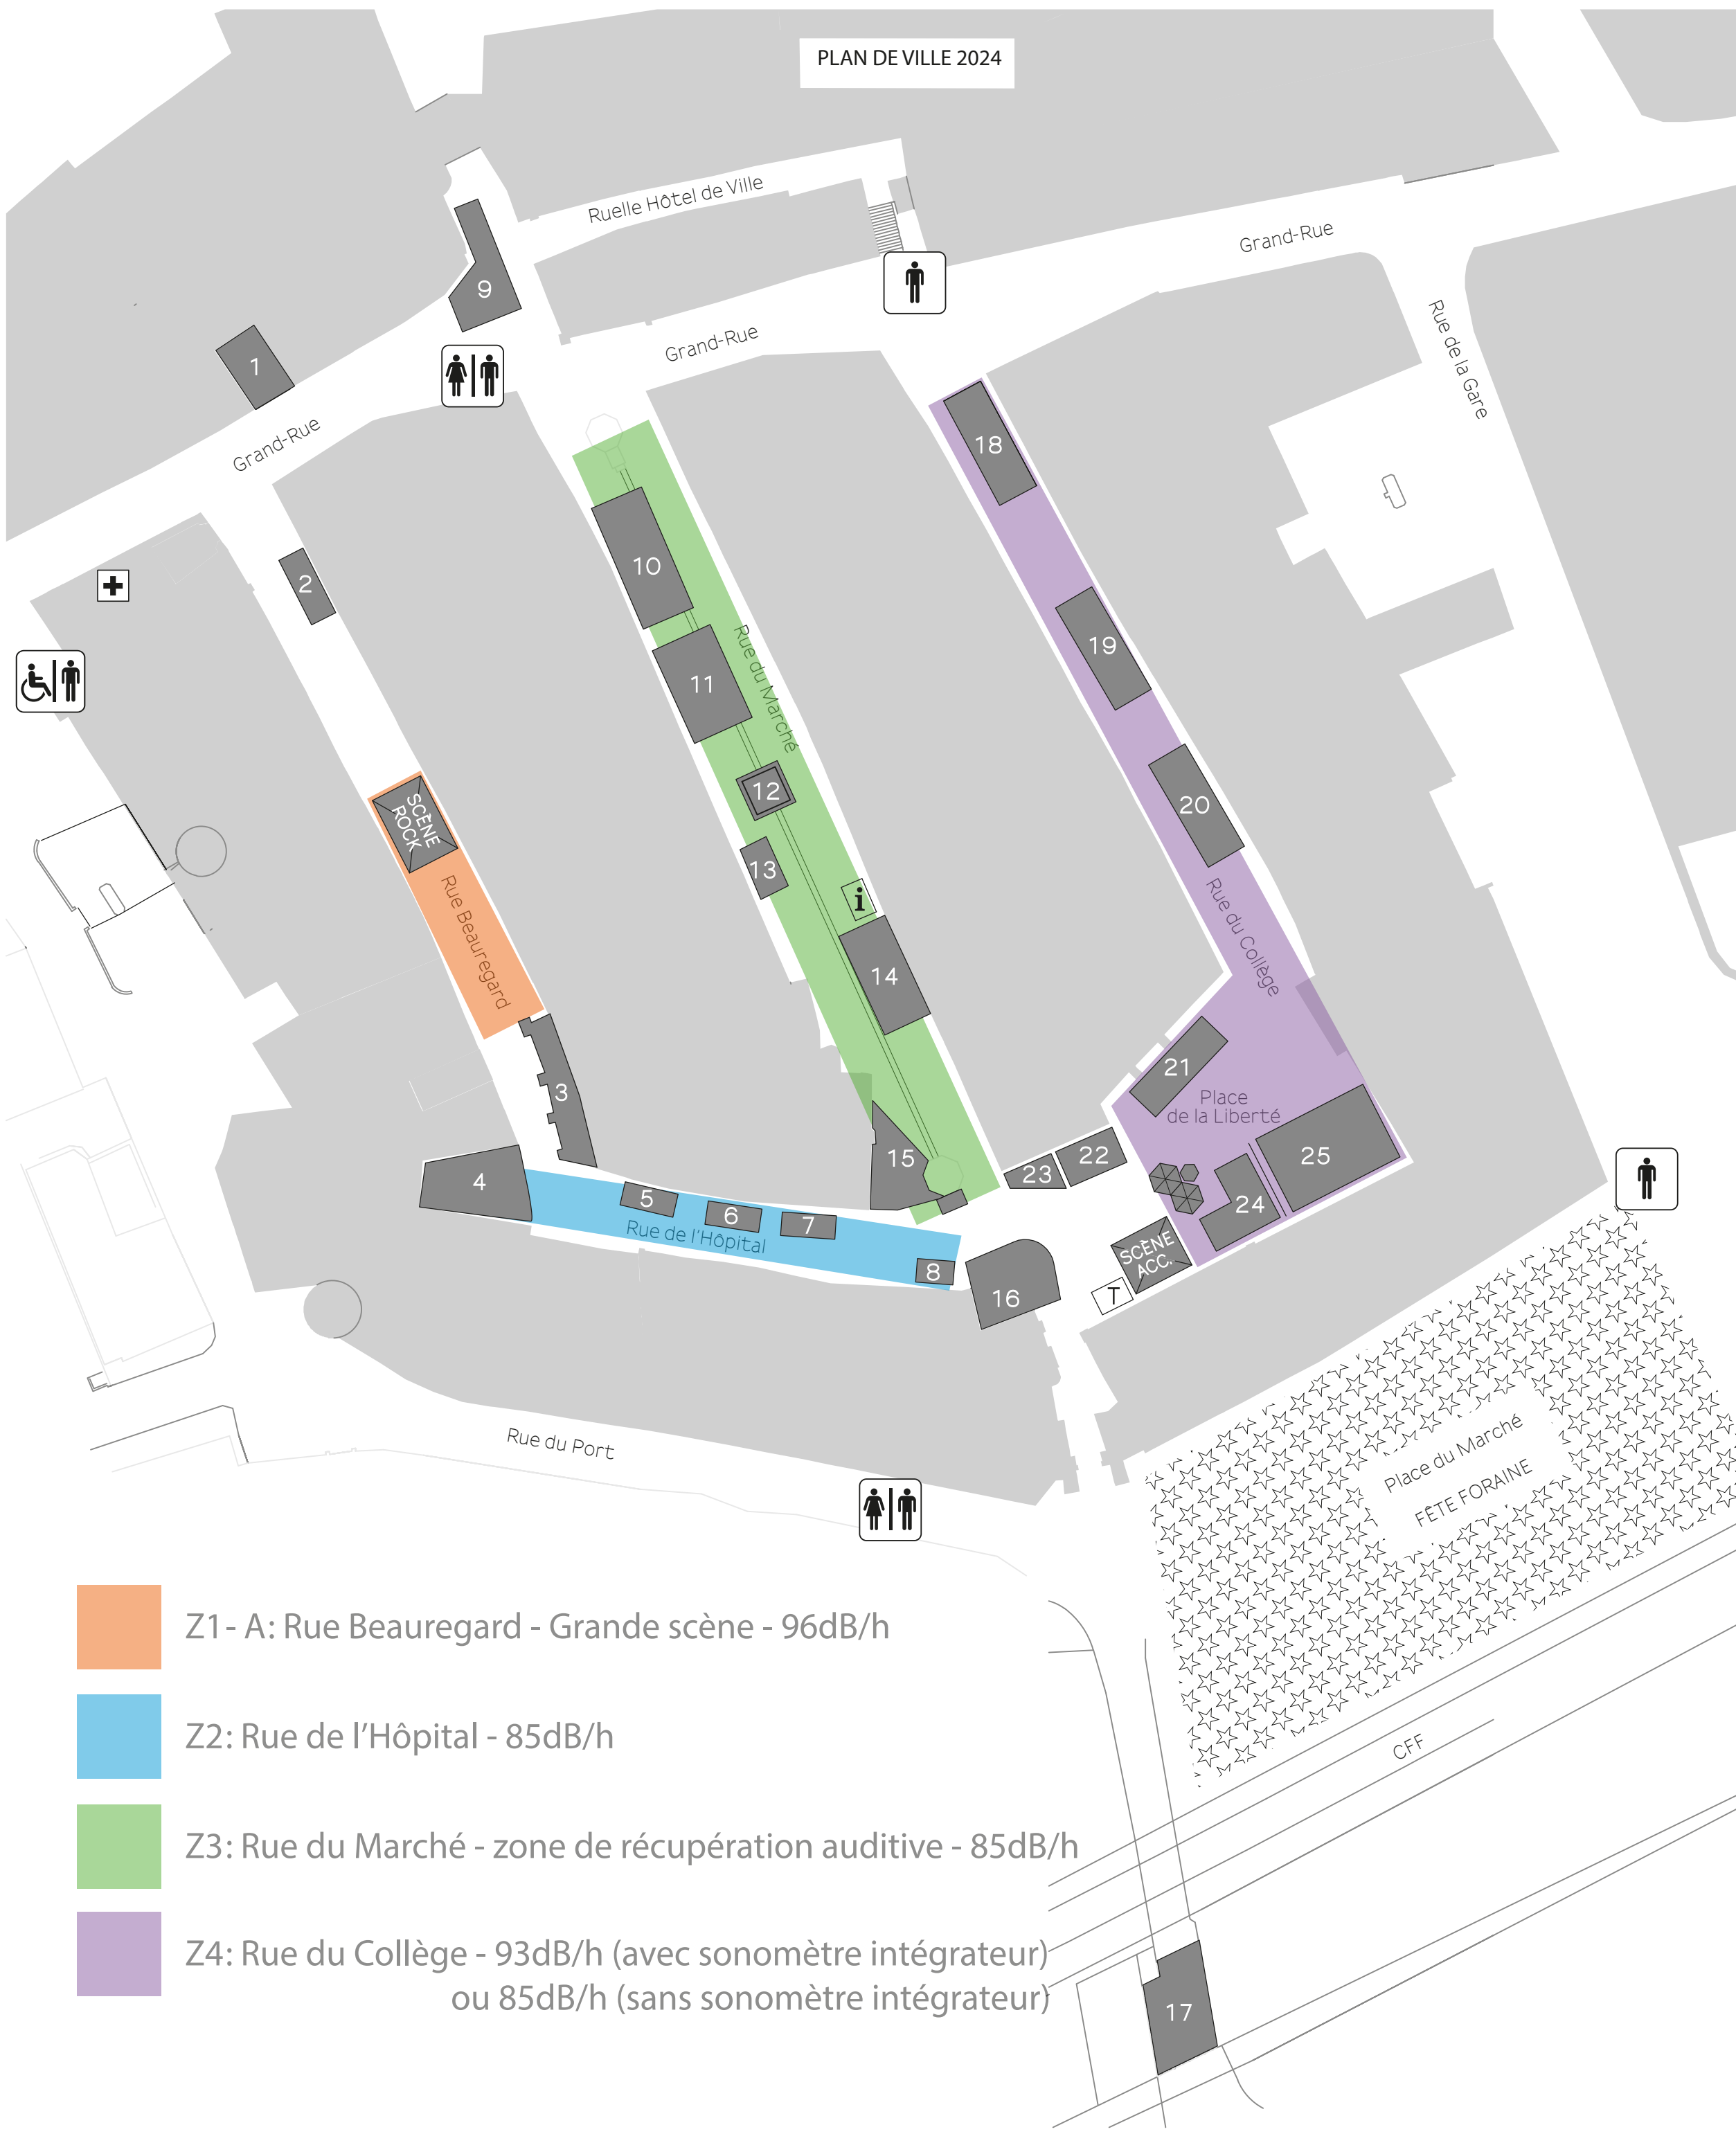 PLAN DE VILLE 2024
Ruelle Hôtel de Ville
Grand-Rue
9
Grand-Rue
1
Grand-Rue
Rue de la Gare
18
2
10
19
11
Rue du Marché
12
20
SCÈNE
ROCK
13
i
Rue Beauregard
Rue du Collège
14
21
3
Place
de la Liberté
15
22
23
25
4
5
6
7
24
Rue de l'Hôpital
8
16
SCÈNE
ACC.
T
Rue du Port
Place du Marché
FÊTE FORAINE
Z1- A: Rue Beauregard - Grande scène - 96dB/h
Z2: Rue de l'Hôpital - 85dB/h
CFF
Z3: Rue du Marché - zone de récupération auditive - 85dB/h
Z4: Rue du Collège - 93dB/h (avec sonomètre intégrateur)
ou 85dB/h (sans sonomètre intégrateur)
17